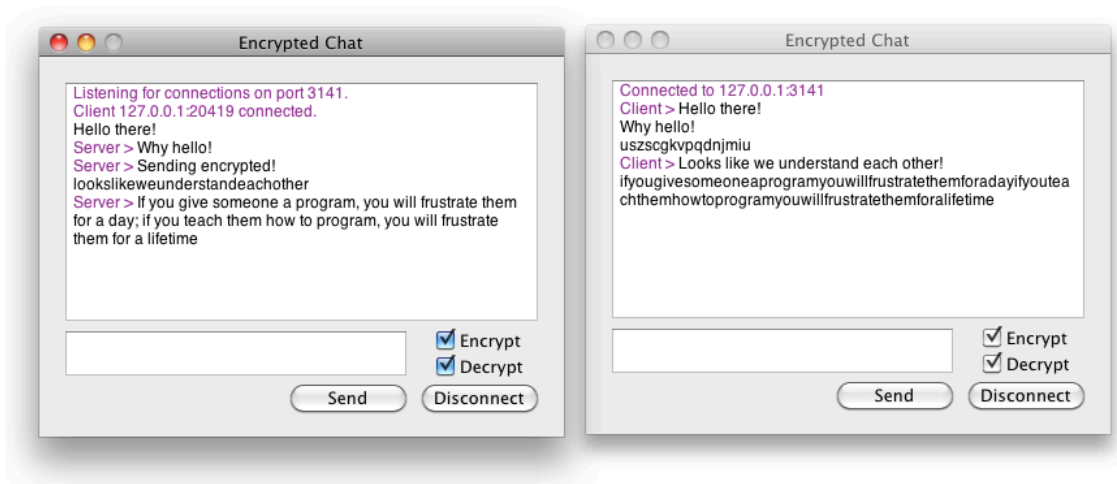 Encrypted Chat
Listening for connections on port 3141.
Client 127.0.0.1:20419 connected.
Hello there!
Server > Why hello!
Server > Sending encrypted!
lookslikeweunderstandeachother
Server > If you give someone a program, you will frustrate them
for a day; if you teach them how to program, you will frustrate
them for a lifetime
Encrypt
Decrypt
Send
Disconnect
Encrypted Chat
Connected to 127.0.0.1:3141
Client > Hello there!
Why hello!
uszscgkvpqdnjmiu
Client > Looks like we understand each other!
ifyougivesomeoneaprogramyouwillfrustratethemforadayifyoutea
chthemhowtoprogramyouwillfrustratethemforalifetime
Encrypt
Decrypt
Send
Disconnect